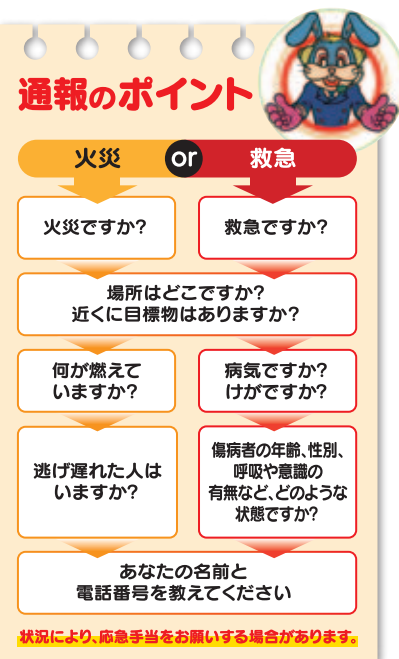 通報のポイント
火災 or 救急
火災ですか?
救急ですか?
場所はどこですか?
近くに目標物はありますか?
何が燃えて
いますか?
病気ですか?
けがですか?
逃げ遅れた人は
いますか?
傷病者の年齢、性別、
呼吸や意識の
有無など、どのような
状態ですか?
あなたの名前と
電話番号を教えてください
状況により、応急手当をお願いする場合があります。